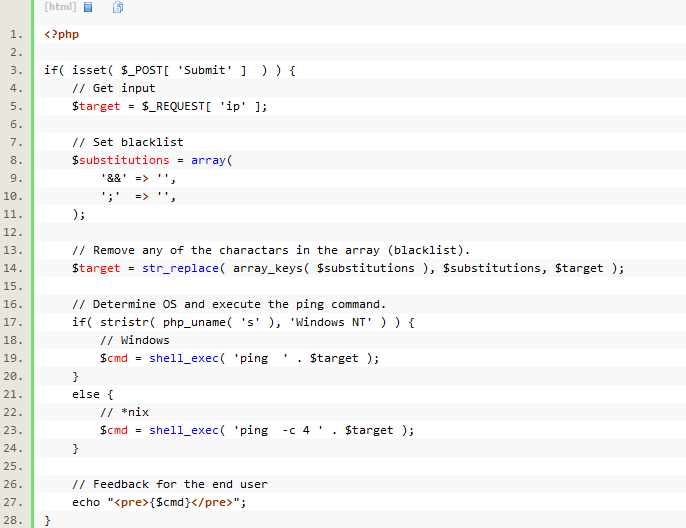 [html]
1. <?php
2.
3. if( isset( $_POST[ 'Submit' ]  ) ) {
4.     // Get input
5.     $target = $_REQUEST[ 'ip' ];
6.
7.     // Set blacklist
8.     $substitutions = array(
9.         '&&' => '',
10.         ';'  => '',
11.     );
12.
13.     // Remove any of the charactars in the array (blacklist).
14.     $target = str_replace( array_keys( $substitutions ), $substitutions, $target );
15.
16.     // Determine OS and execute the ping command.
17.     if( stristr( php_uname( 's' ), 'Windows NT' ) ) {
18.         // Windows
19.         $cmd = shell_exec( 'ping  ' . $target );
20.     }
21.     else {
22.         // *nix
23.         $cmd = shell_exec( 'ping  -c 4 ' . $target );
24.     }
25.
26.     // Feedback for the end user
27.     echo "<pre>{$cmd}</pre>";
28. }